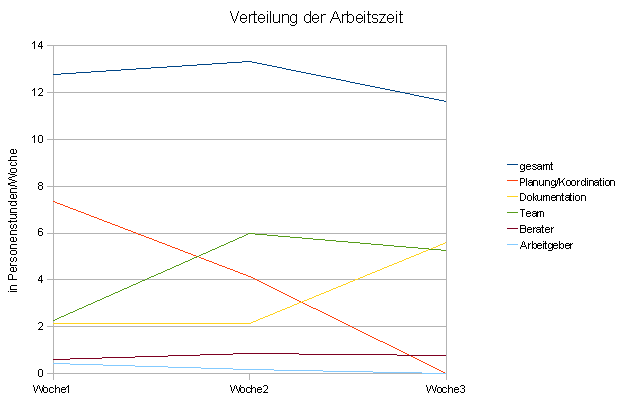 Verteilung der Arbeitszeit
in Personenstunden/Woche
14
12
10
8
6
4
2
0
Woche1
Woche2
Woche3
gesamt
Planung/Koordination
Dokumentation
Team
Berater
Arbeitgeber